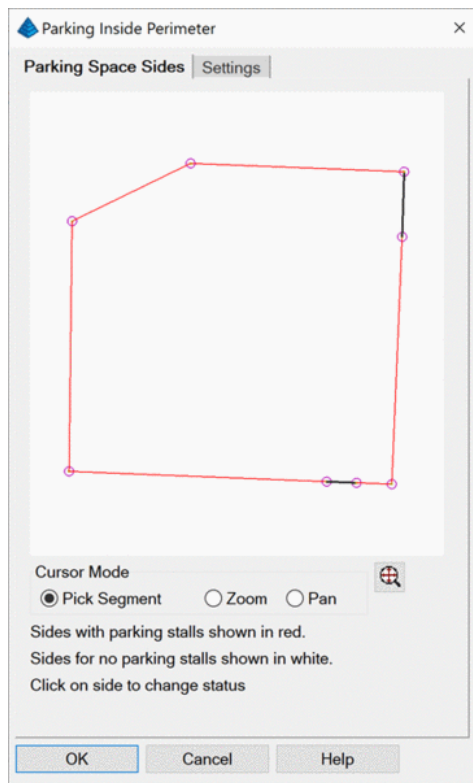 Parking Inside Perimeter
Parking Space Sides Settings
Cursor Mode
Pick Segment Zoom Pan
Sides with parking stalls shown in red.
Sides for no parking stalls shown in white.
Click on side to change status
OK Cancel Help